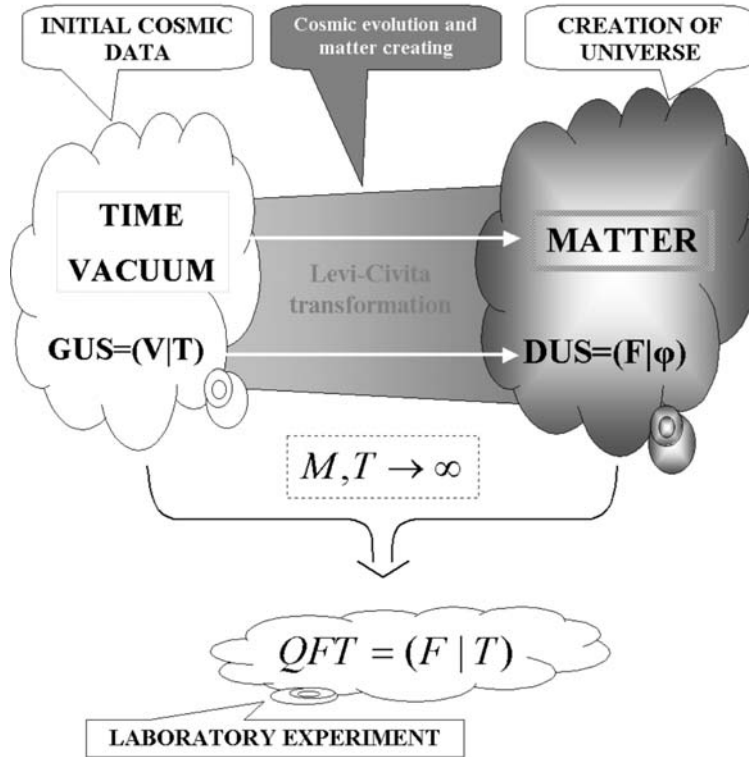 INITIAL COSMIC
DATA
Cosmic evolution and
matter creating
CREATION OF
UNIVERSE
TIME
VACUUM
MATTER
Levi-Civita
transformation
GUS=(V|T)
DUS=(F|φ)
M,T → ∞
QFT = (F | T)
LABORATORY EXPERIMENT